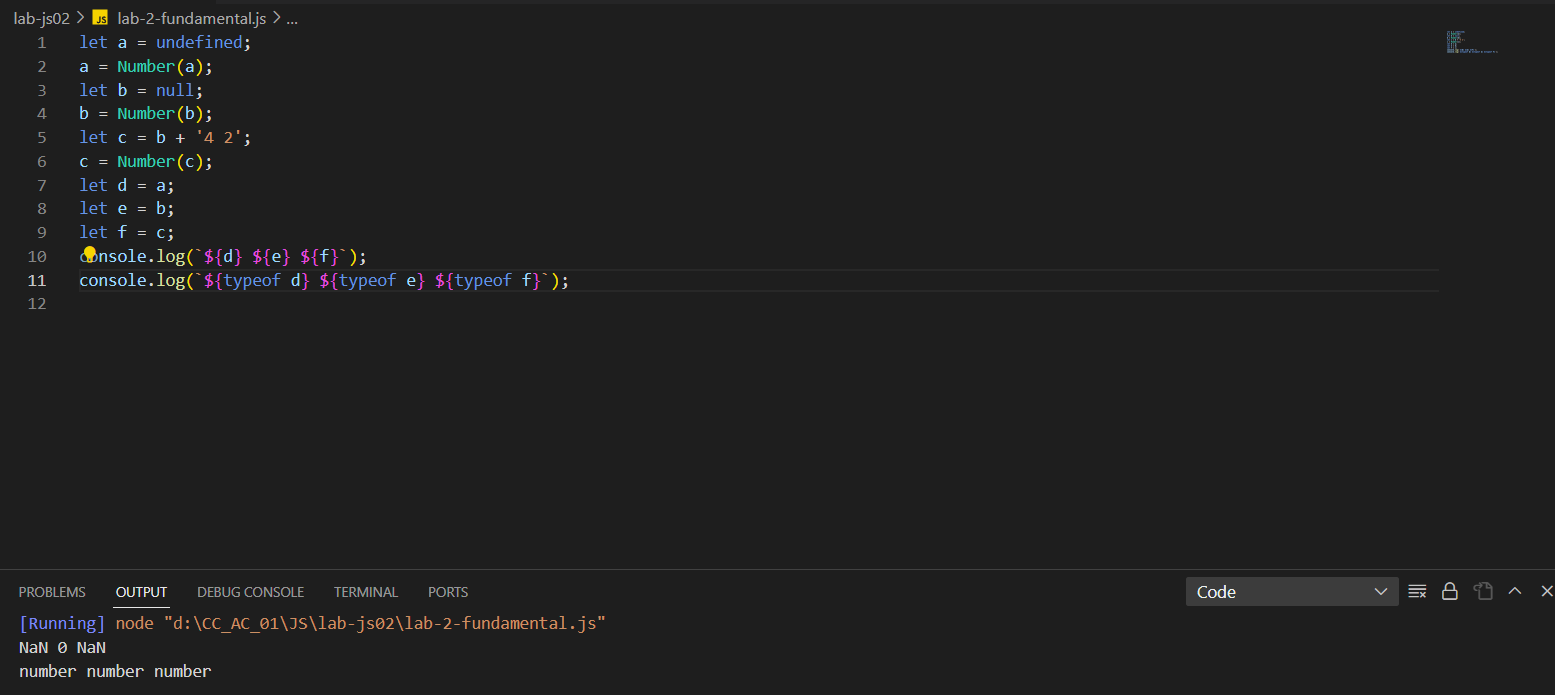 lab-js02 > JS lab-2-fundamental.js > ...
1 let a = undefined;
2 a = Number(a);
3 let b = null;
4 b = Number(b);
5 let c = b + '4 2';
6 c = Number(c);
7 let d = a;
8 let e = b;
9 let f = c;
10 console.log(`${d} ${e} ${f}`);
11 console.log(`${typeof d} ${typeof e} ${typeof f}`);
12
PROBLEMS OUTPUT DEBUG CONSOLE TERMINAL PORTS Code
[Running] node "d:\CC_AC_01\JS\lab-js02\lab-2-fundamental.js"
NaN 0 NaN
number number number